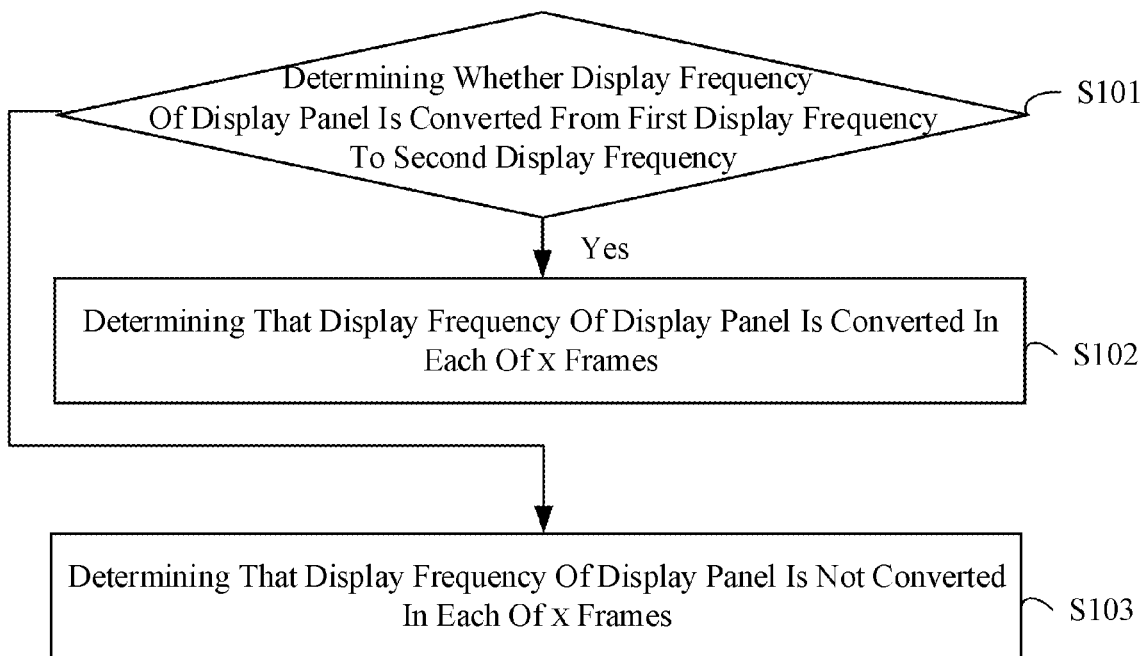 Determining Whether Display Frequency
Of Display Panel Is Converted From First Display Frequency
To Second Display Frequency
S101
Yes
Determining That Display Frequency Of Display Panel Is Converted In
Each Of x Frames
S102
Determining That Display Frequency Of Display Panel Is Not Converted
In Each Of x Frames
S103